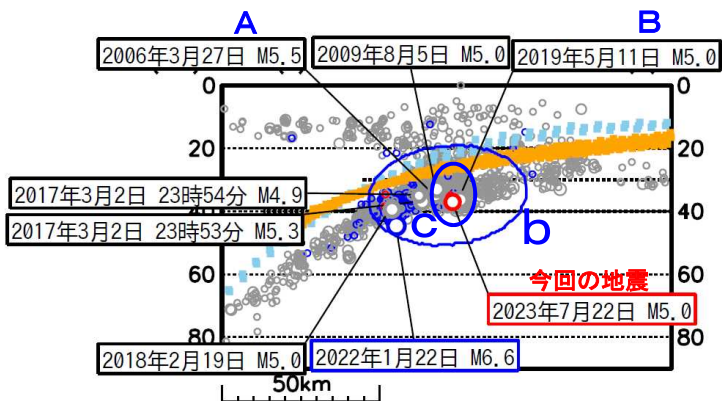 A
B
2006年3月27日 M5.5
2009年8月5日 M5.0
2019年5月11日 M5.0
0
0
20
20
2017年3月2日 23時54分 M4.9
40
40
2017年3月2日 23時53分 M5.3
c
b
60
60
今回の地震
2023年7月22日 M5.0
80
80
2018年2月19日 M5.0
2022年1月22日 M6.6
50km